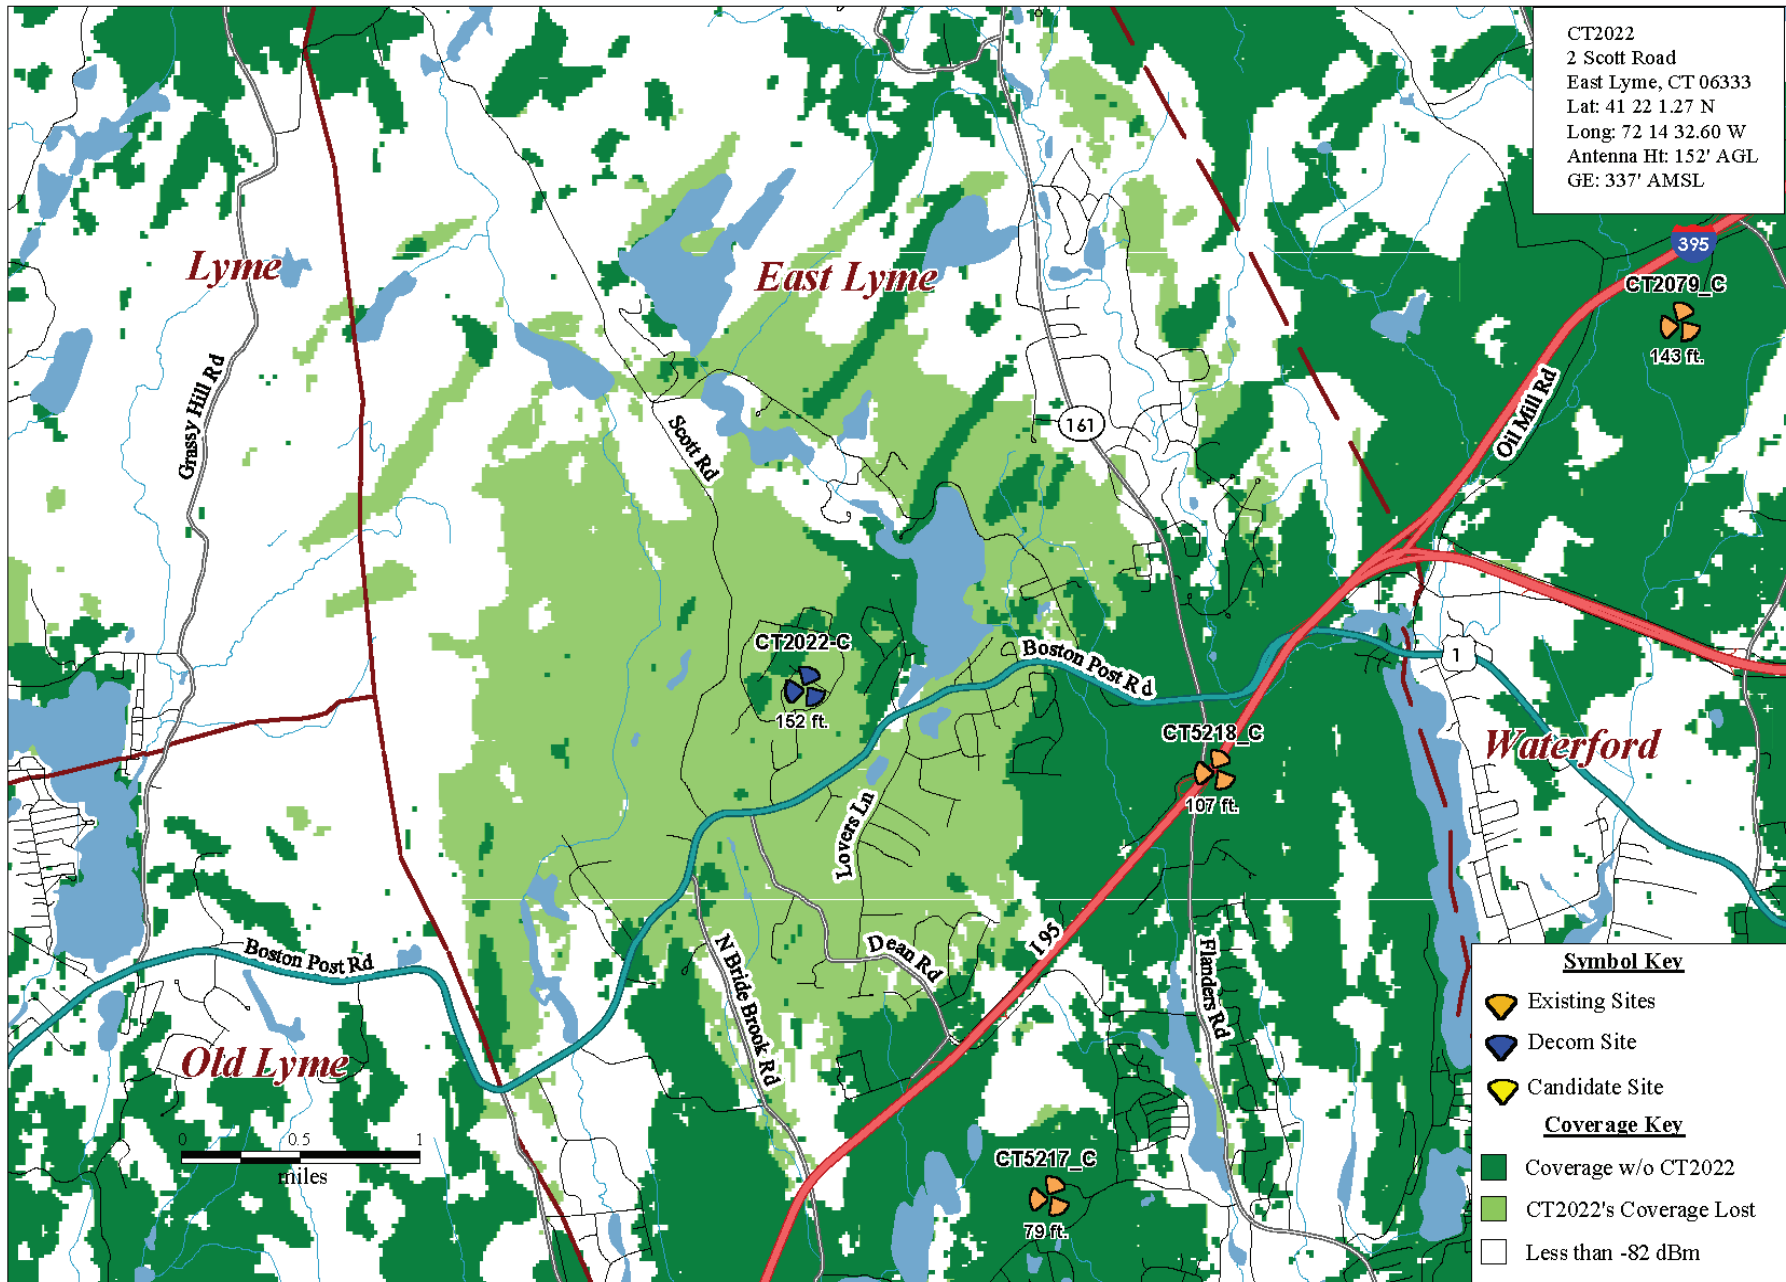 CT2022
2 Scott Road
East Lyme, CT 06333
Lat: 41 22 1.27 N
Long: 72 14 32.60 W
Antenna Ht: 152' AGL
GE: 337' AMSL
395
CT2079_C
143 ft.
Lyme
East Lyme
Grassy Hill Rd
Scott Rd
161
Oil Mill Rd
CT2022-C
152 ft.
Boston Post Rd
1
CT5218_C
107 ft.
Waterford
Lovers Ln
Boston Post Rd
N Bride Brook Rd
Dean Rd
I 95
Flanders Rd
Old Lyme
0 0.5 1
miles
CT5217_C
79 ft.
Symbol Key
Existing Sites
Decom Site
Candidate Site
Coverage Key
Coverage w/o CT2022
CT2022's Coverage Lost
Less than -82 dBm